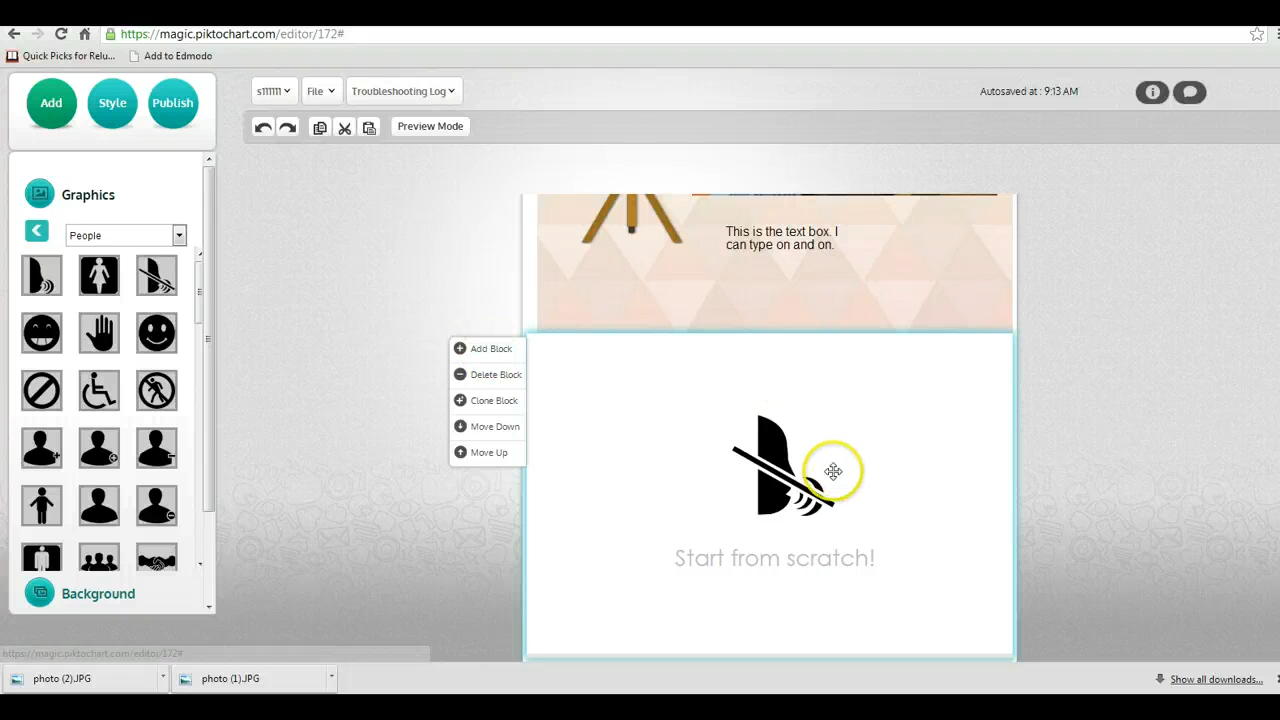 https://magic.piktochart.com/editor/172#
Quick Picks for Relu...
Add to Edmodo
Add
Style
Publish
s111111
File
Troubleshooting Log
Autosaved at : 9:13 AM
Preview Mode
Graphics
People
This is the text box. I
can type on and on.
Add Block
Delete Block
Clone Block
Move Down
Move Up
Start from scratch!
Background
https://magic.piktochart.com/editor/172#
photo (2).JPG
photo (1).JPG
Show all downloads...